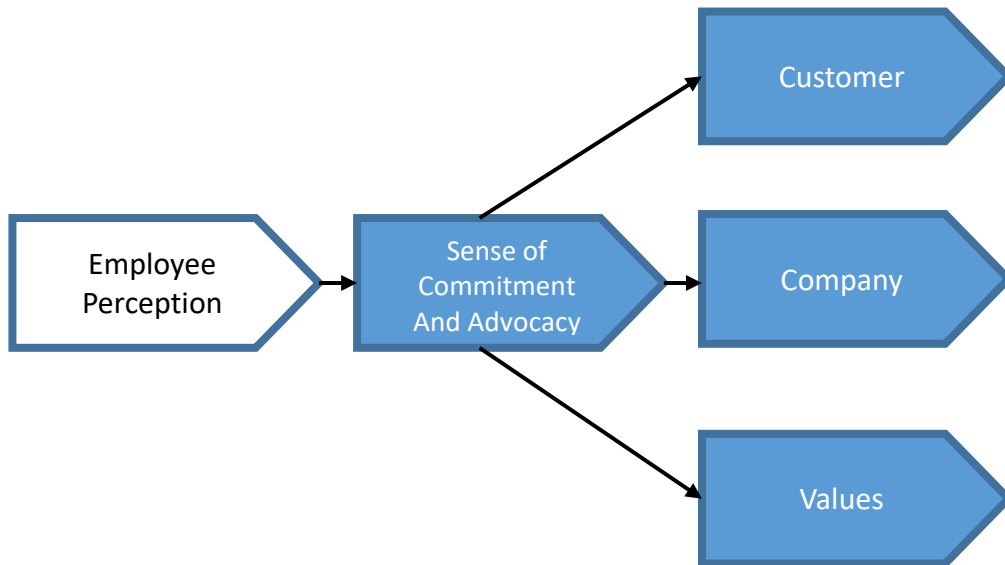 Customer
Employee
Perception
Sense of
Commitment
And Advocacy
Company
Values